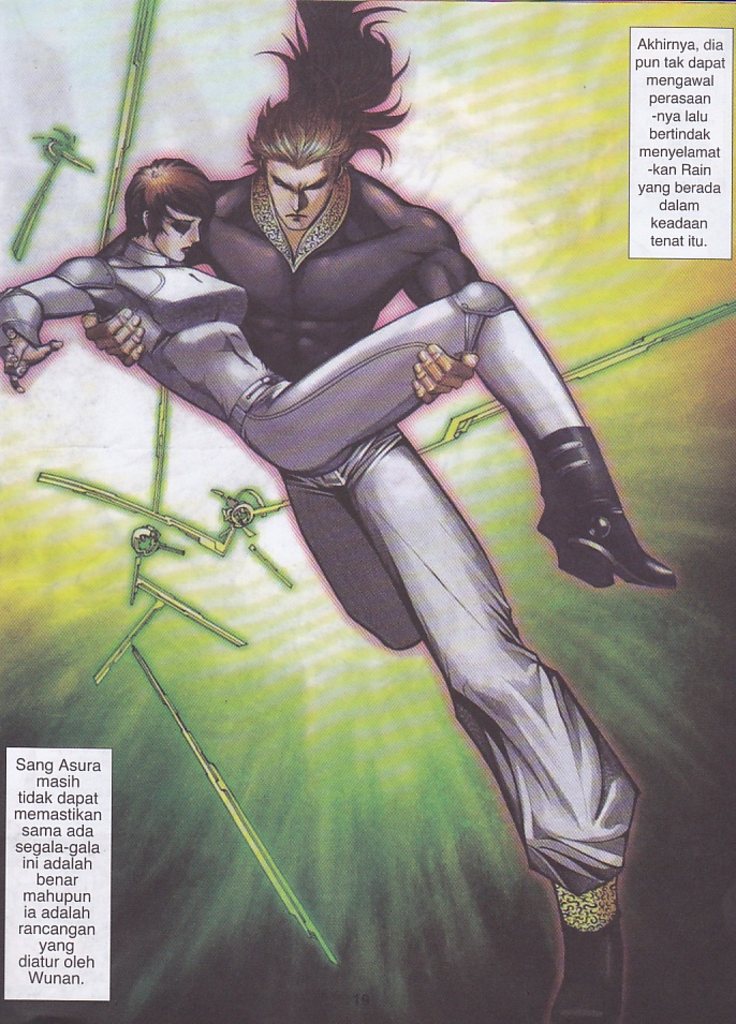 Akhirnya, dia
pun tak dapat
mengawal
perasaan
-nya lalu
bertindak
menyelamat
-kan Rain
yang berada
dalam
keadaan
tenat itu.
Sang Asura
masih
tidak dapat
memastikan
sama ada
segala-gala
ini adalah
benar
mahupun
ia adalah
rancangan
yang
diatur oleh
Wunan.
19